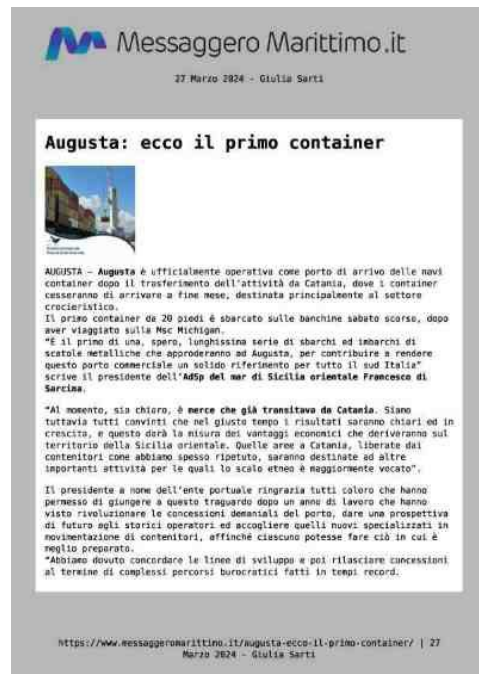 Messaggero Marittimo.it
27 Marzo 2024 - Giulia Sarti
Augusta: ecco il primo container
AUGUSTA – Augusta è ufficialmente operativa come porto di arrivo delle navi
container dopo il trasferimento dell'attività da Catania, dove i container
cesseranno di arrivare a fine mese, destinata principalmente al settore
crocieristico.
Il primo container da 20 piedi è sbarcato sulle banchine sabato scorso, dopo
aver viaggiato sulla Msc Michigan.
"È il primo di una, spero, lunghissima serie di sbarchi ed imbarchi di
scatole metalliche che approderanno ad Augusta, per contribuire a rendere
questo porto commerciale un solido riferimento per tutto il sud Italia"
scrive il presidente dell'AdSp del mar di Sicilia orientale Francesco di
Sarcina.
"Al momento, sia chiaro, è merce che già transitava da Catania. Siamo
tuttavia tutti convinti che nel giusto tempo i risultati saranno chiari ed in
crescita, e questo darà la misura dei vantaggi economici che deriveranno sul
territorio della Sicilia orientale. Quelle aree a Catania, liberate dai
contenitori come abbiamo spesso ripetuto, saranno destinate ad altre
importanti attività per le quali lo scalo etneo è maggiormente vocato".
Il presidente a nome dell'ente portuale ringrazia tutti coloro che hanno
permesso di giungere a questo traguardo dopo un anno di lavoro che hanno
visto rivoluzionare le concessioni demaniali del porto, dare una prospettiva
di futuro agli storici operatori ed accogliere quelli nuovi specializzati in
movimentazione di contenitori, affinché ciascuno potesse fare ciò in cui è
meglio preparato.
"Abbiamo dovuto concordare le linee di sviluppo e poi rilasciare concessioni
al termine di complessi percorsi burocratici fatti in tempi record.
https://www.messaggeromarittimo.it/augusta-ecco-il-primo-container/ | 27
Marzo 2024 - Giulia Sarti